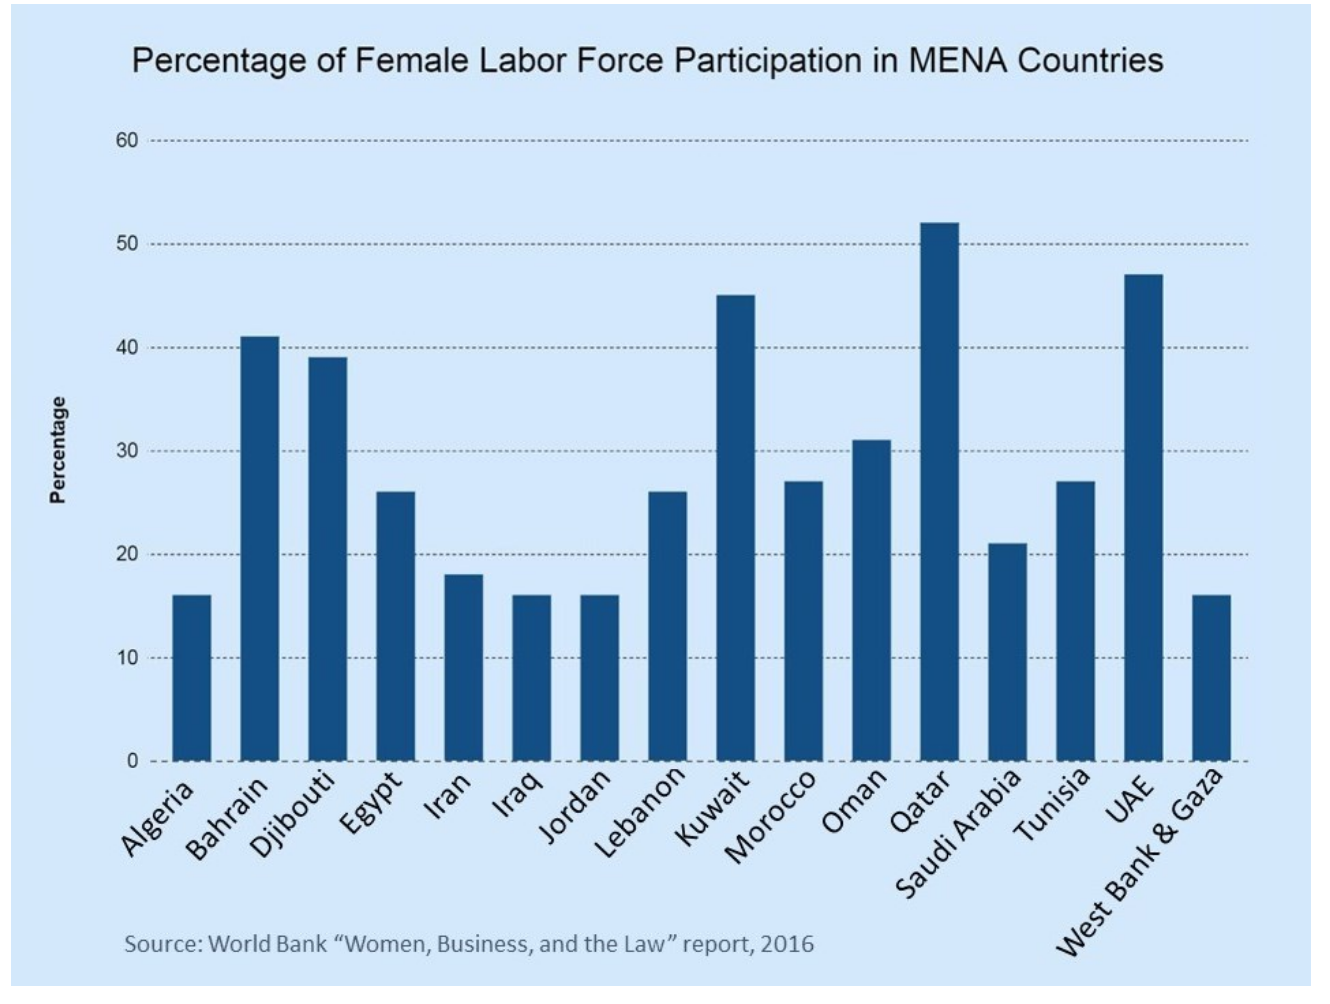 Percentage of Female Labor Force Participation in MENA Countries
60
50
40
30
20
10
0
Percentage
Algeria
Bahrain
Djibouti
Egypt
Iran
Iraq
Jordan
Lebanon
Kuwait
Morocco
Oman
Qatar
Saudi Arabia
Tunisia
UAE
West Bank & Gaza
Source: World Bank “Women, Business, and the Law” report, 2016